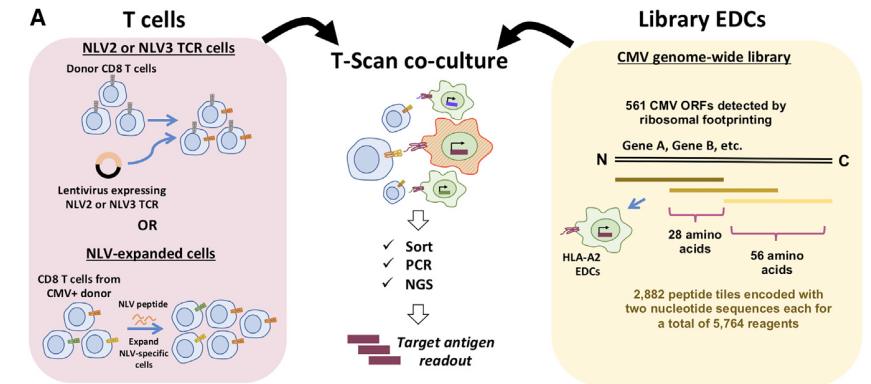 A
T cells
NLV2 or NLV3 TCR cells
Donor CD8 T cells
Lentivirus expressing
NLV2 or NLV3 TCR
OR
NLV-expanded cells
CD8 T cells from
CMV+ donor
NLV peptide
Expand
NLV-specific
cells
T-Scan co-culture
✓ Sort
✓ PCR
✓ NGS
Target antigen
readout
Library EDCs
CMV genome-wide library
561 CMV ORFs detected by
ribosomal footprinting
Gene A, Gene B, etc.
N
C
HLA-A2
EDCs
28 amino
acids
56 amino
acids
2,882 peptide tiles encoded with
two nucleotide sequences each for
a total of 5,764 reagents